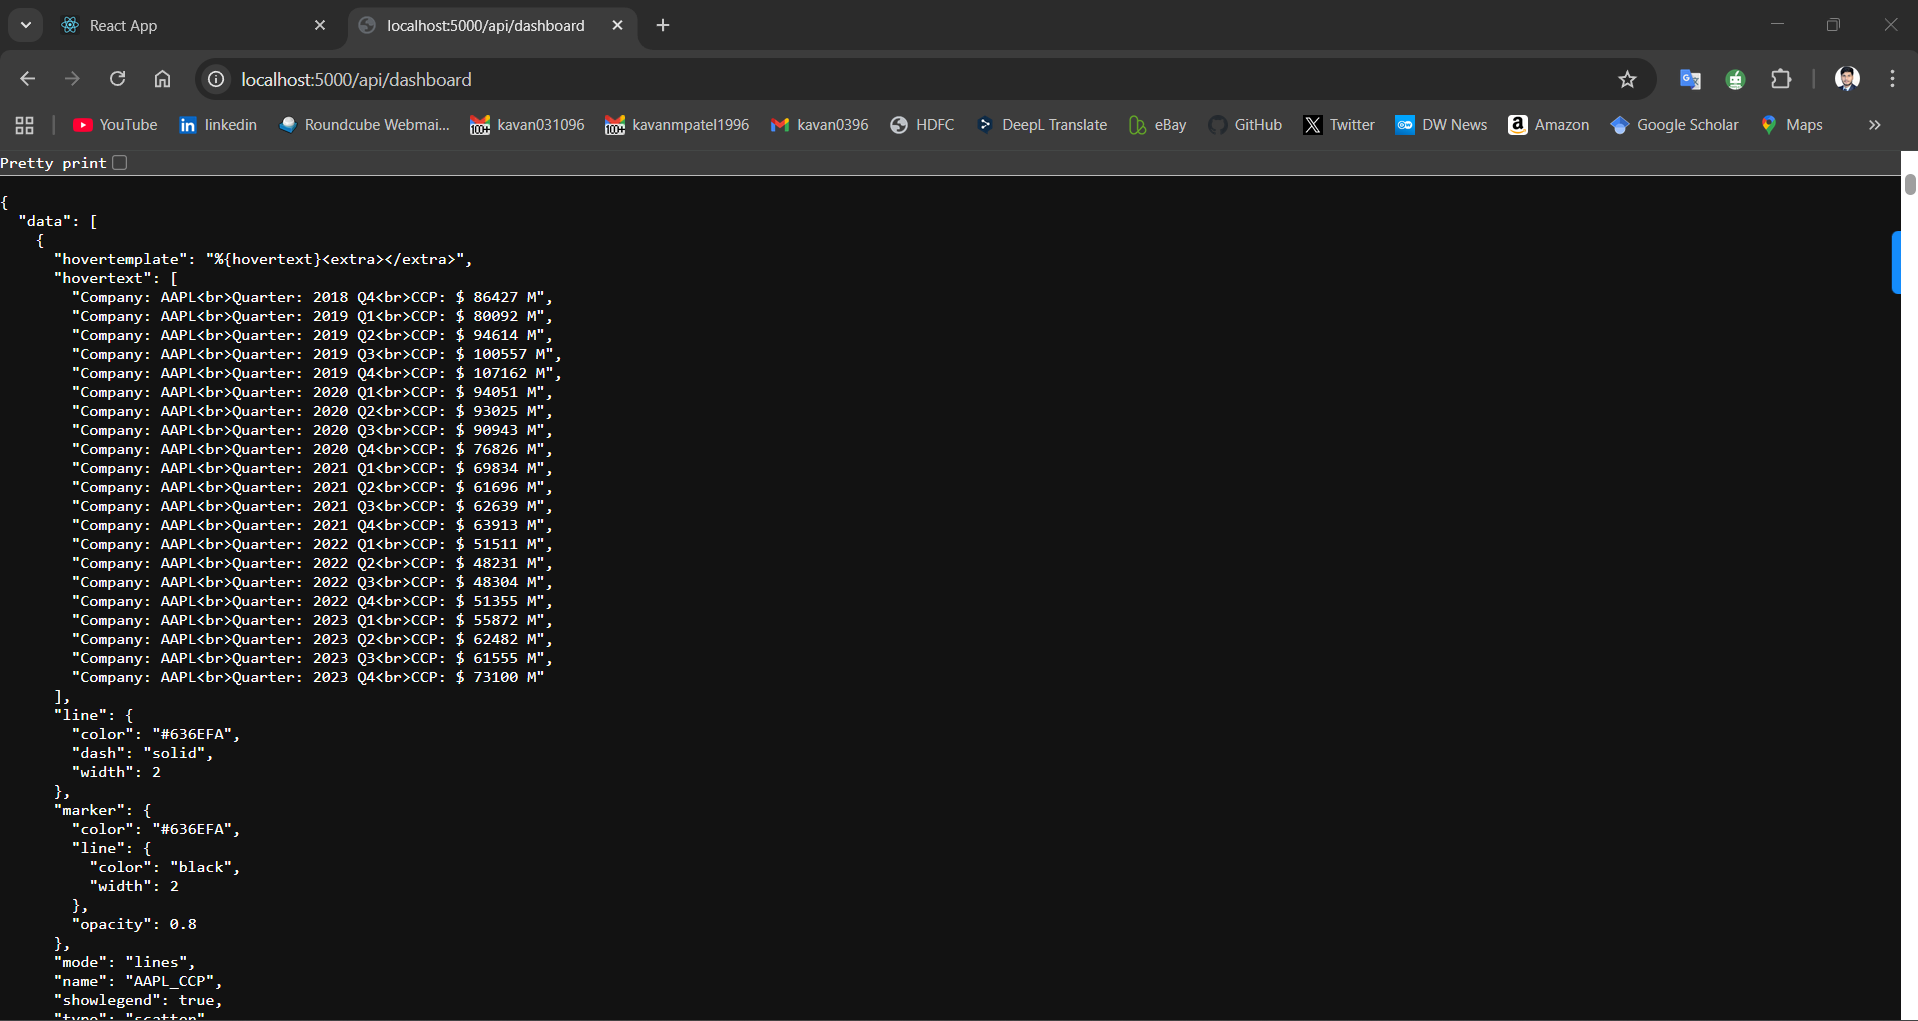 React App
localhost:5000/api/dashboard
localhost:5000/api/dashboard
YouTube linkedin Roundcube Webmai... kavan031096 kavanmpatel1996 kavan0396 HDFC DeepL Translate eBay GitHub Twitter DW News Amazon Google Scholar Maps
Pretty print
{
  "data": [
    {
      "hovertemplate": "%{hovertext}<extra></extra>",
      "hovertext": [
        "Company: AAPL<br>Quarter: 2018 Q4<br>CCP: $ 86427 M",
        "Company: AAPL<br>Quarter: 2019 Q1<br>CCP: $ 80092 M",
        "Company: AAPL<br>Quarter: 2019 Q2<br>CCP: $ 94614 M",
        "Company: AAPL<br>Quarter: 2019 Q3<br>CCP: $ 100557 M",
        "Company: AAPL<br>Quarter: 2019 Q4<br>CCP: $ 107162 M",
        "Company: AAPL<br>Quarter: 2020 Q1<br>CCP: $ 94051 M",
        "Company: AAPL<br>Quarter: 2020 Q2<br>CCP: $ 93025 M",
        "Company: AAPL<br>Quarter: 2020 Q3<br>CCP: $ 90943 M",
        "Company: AAPL<br>Quarter: 2020 Q4<br>CCP: $ 76826 M",
        "Company: AAPL<br>Quarter: 2021 Q1<br>CCP: $ 69834 M",
        "Company: AAPL<br>Quarter: 2021 Q2<br>CCP: $ 61696 M",
        "Company: AAPL<br>Quarter: 2021 Q3<br>CCP: $ 62639 M",
        "Company: AAPL<br>Quarter: 2021 Q4<br>CCP: $ 63913 M",
        "Company: AAPL<br>Quarter: 2022 Q1<br>CCP: $ 51511 M",
        "Company: AAPL<br>Quarter: 2022 Q2<br>CCP: $ 48231 M",
        "Company: AAPL<br>Quarter: 2022 Q3<br>CCP: $ 48304 M",
        "Company: AAPL<br>Quarter: 2022 Q4<br>CCP: $ 51355 M",
        "Company: AAPL<br>Quarter: 2023 Q1<br>CCP: $ 55872 M",
        "Company: AAPL<br>Quarter: 2023 Q2<br>CCP: $ 62482 M",
        "Company: AAPL<br>Quarter: 2023 Q3<br>CCP: $ 61555 M",
        "Company: AAPL<br>Quarter: 2023 Q4<br>CCP: $ 73100 M"
      ],
      "line": {
        "color": "#636EFA",
        "dash": "solid",
        "width": 2
      },
      "marker": {
        "color": "#636EFA",
        "line": {
          "color": "black",
          "width": 2
        },
        "opacity": 0.8
      },
      "mode": "lines",
      "name": "AAPL_CCP",
      "showlegend": true,
      "type": "scatter"